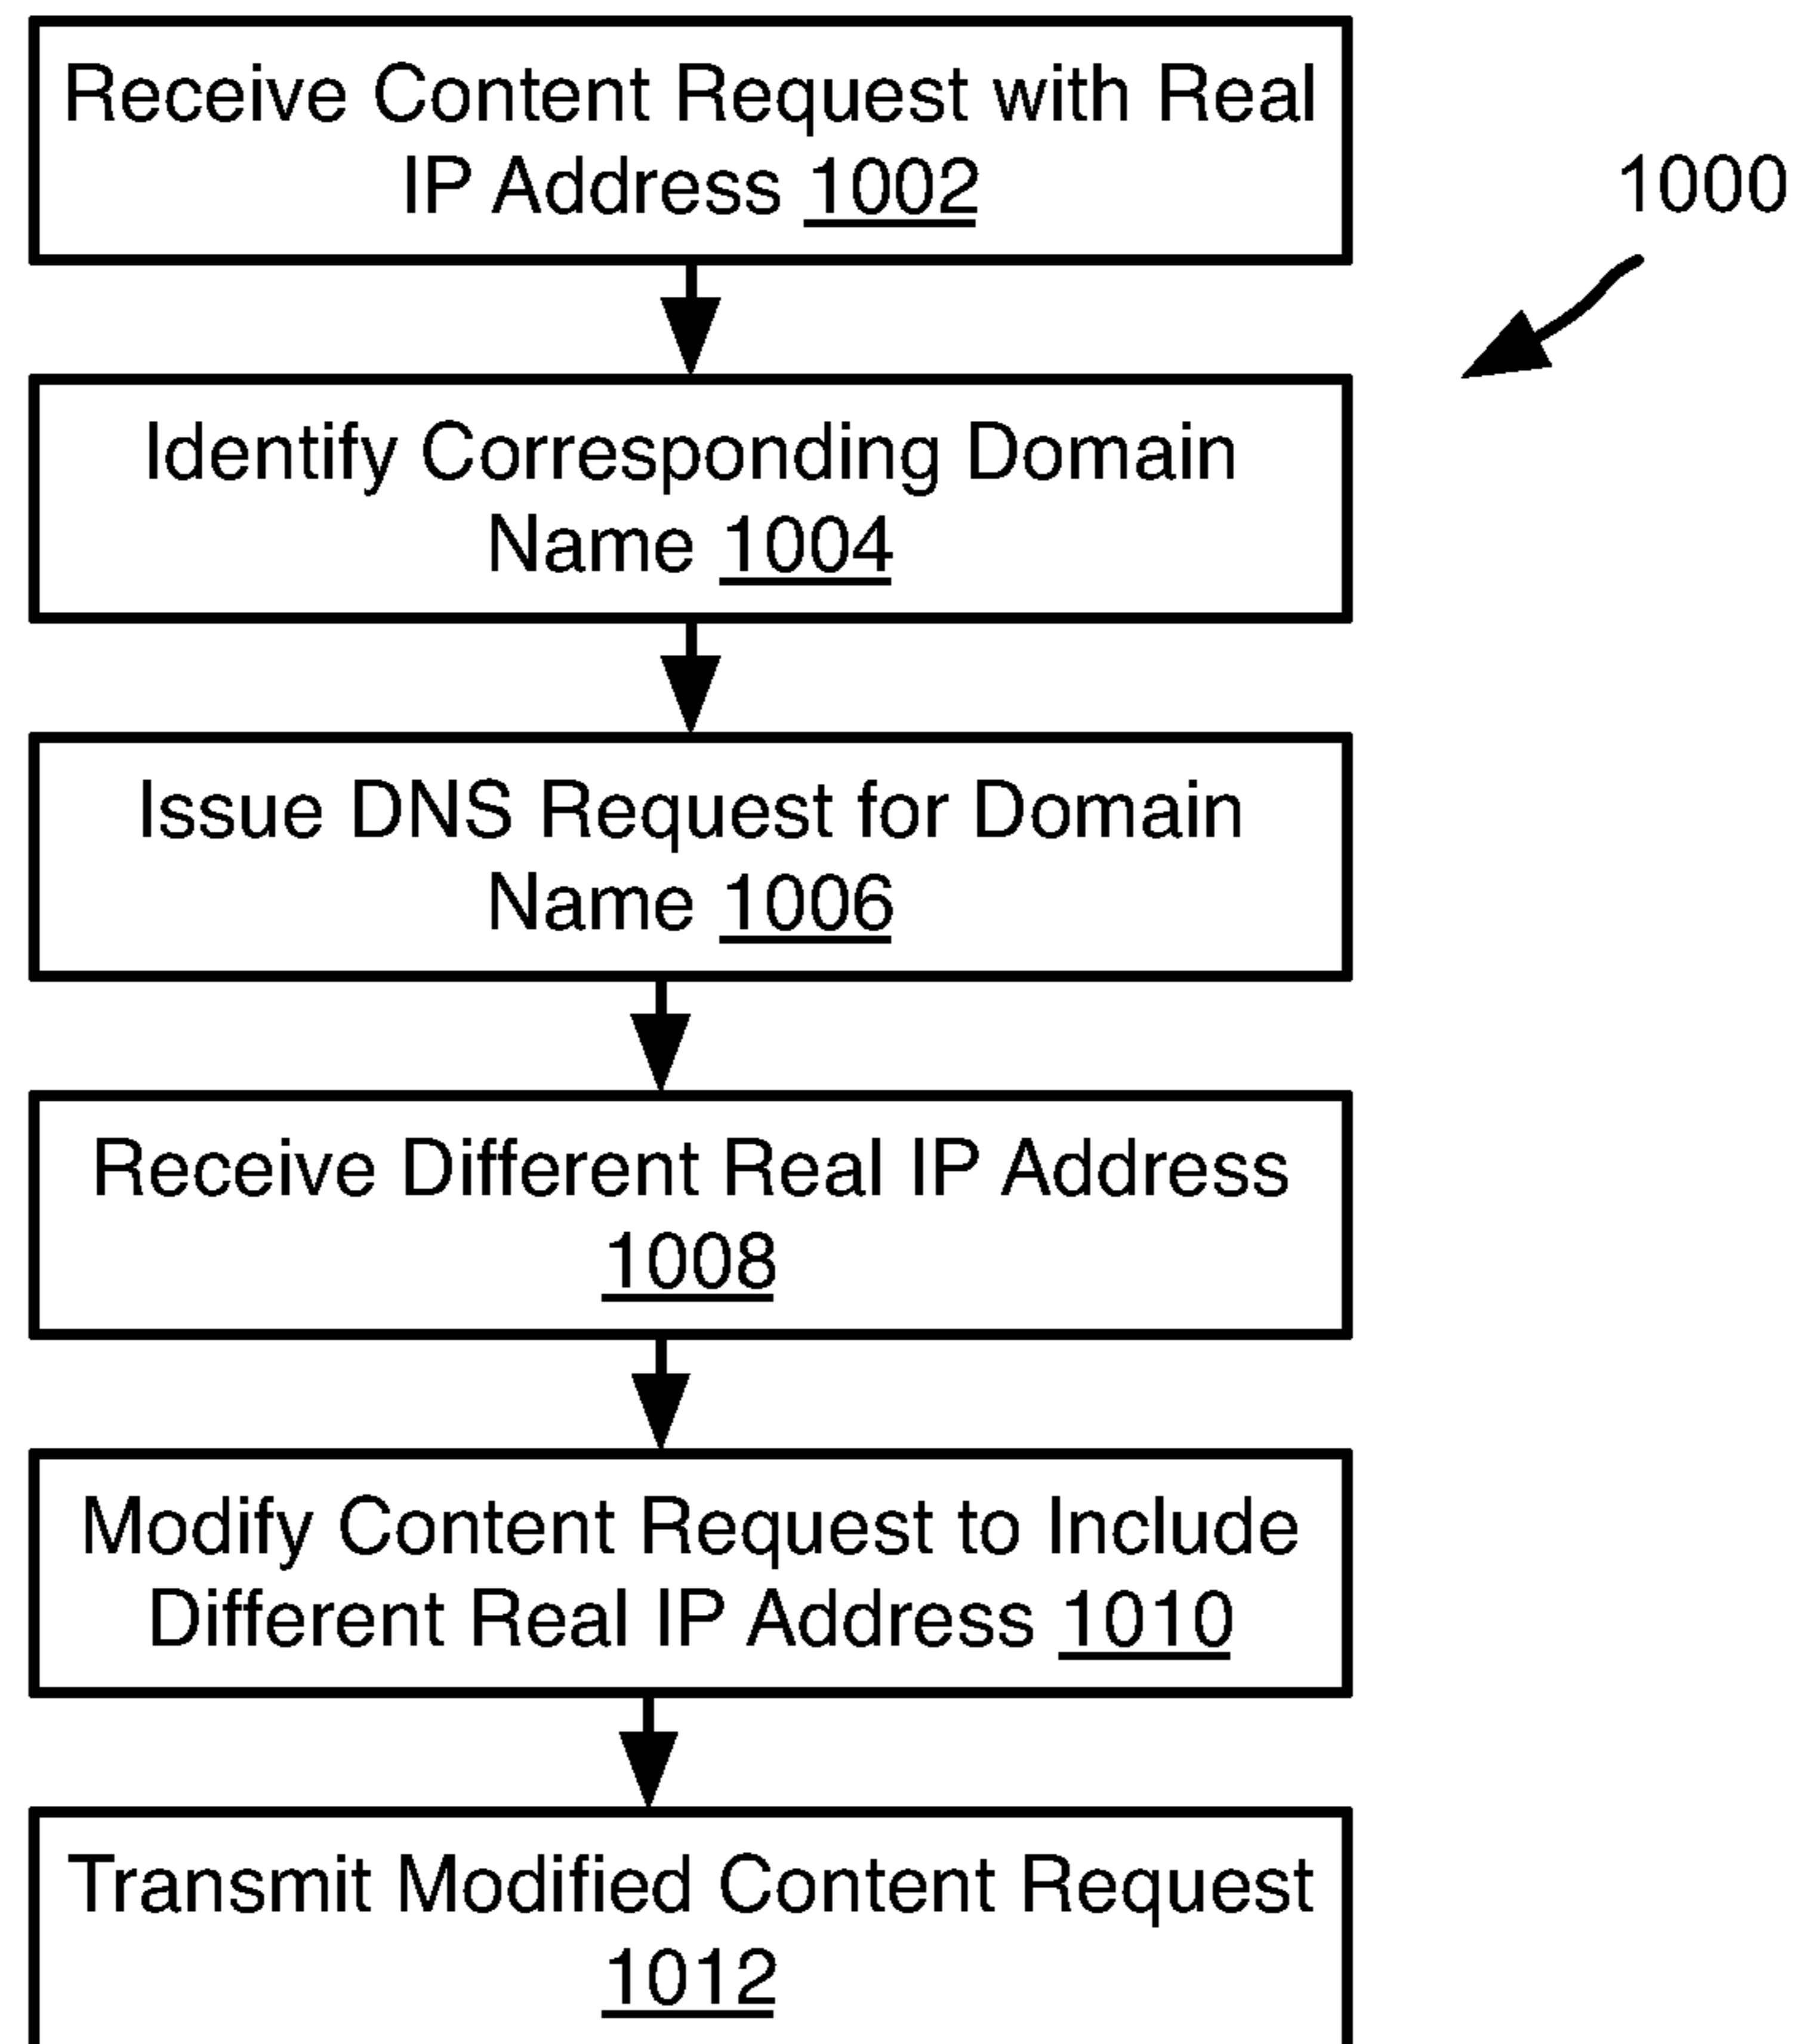 Receive Content Request with Real
IP Address 1002
1000
Identify Corresponding Domain
Name 1004
Issue DNS Request for Domain
Name 1006
Receive Different Real IP Address
1008
Modify Content Request to Include
Different Real IP Address 1010
Transmit Modified Content Request
1012